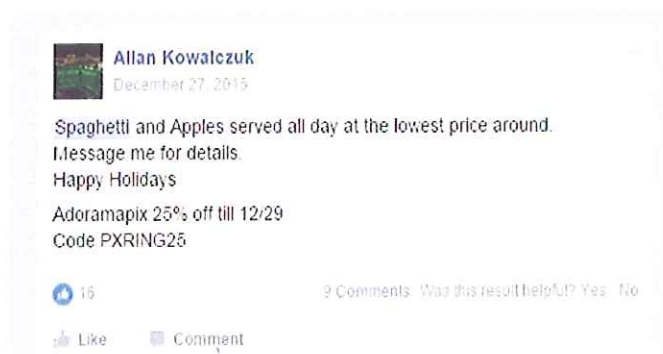 Allan Kowalczuk
December 27, 2015
Spaghetti and Apples served all day at the lowest price around.
Message me for details.
Happy Holidays
Adoramapix 25% off till 12/29
Code PXRING25
16
9 Comments Was this result helpful? Yes No
Like Comment